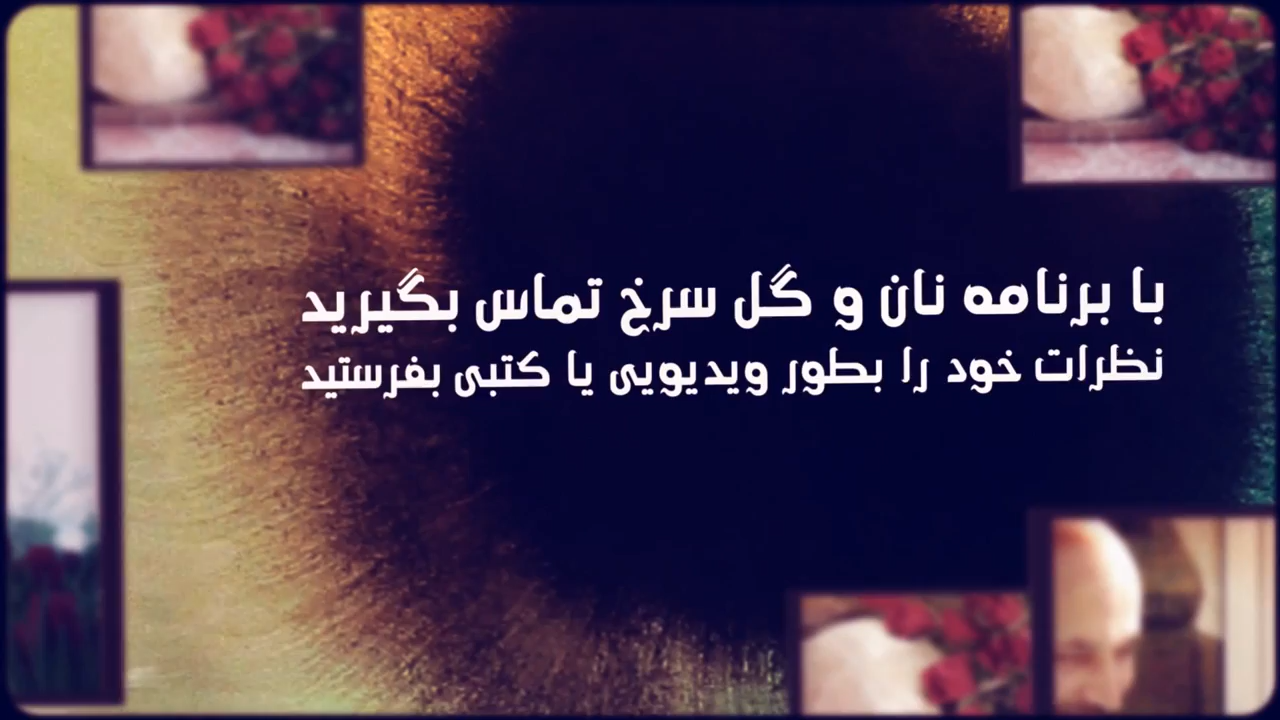 با برنامه نان و گل سرخ تماس بگیرید
نظرات خود را بطور ویدیویی یا کتبی بفرستید